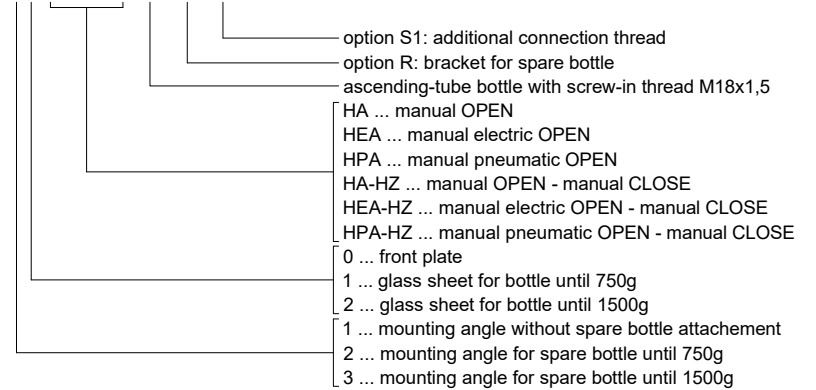 option S1: additional connection thread
option R: bracket for spare bottle
ascending-tube bottle with screw-in thread M18x1,5
HA ... manual OPEN
HEA ... manual electric OPEN
HPA ... manual pneumatic OPEN
HA-HZ ... manual OPEN - manual CLOSE
HEA-HZ ... manual electric OPEN - manual CLOSE
HPA-HZ ... manual pneumatic OPEN - manual CLOSE
0 ... front plate
1 ... glass sheet for bottle until 750g
2 ... glass sheet for bottle until 1500g
1 ... mounting angle without spare bottle attachement
2 ... mounting angle for spare bottle until 750g
3 ... mounting angle for spare bottle until 1500g